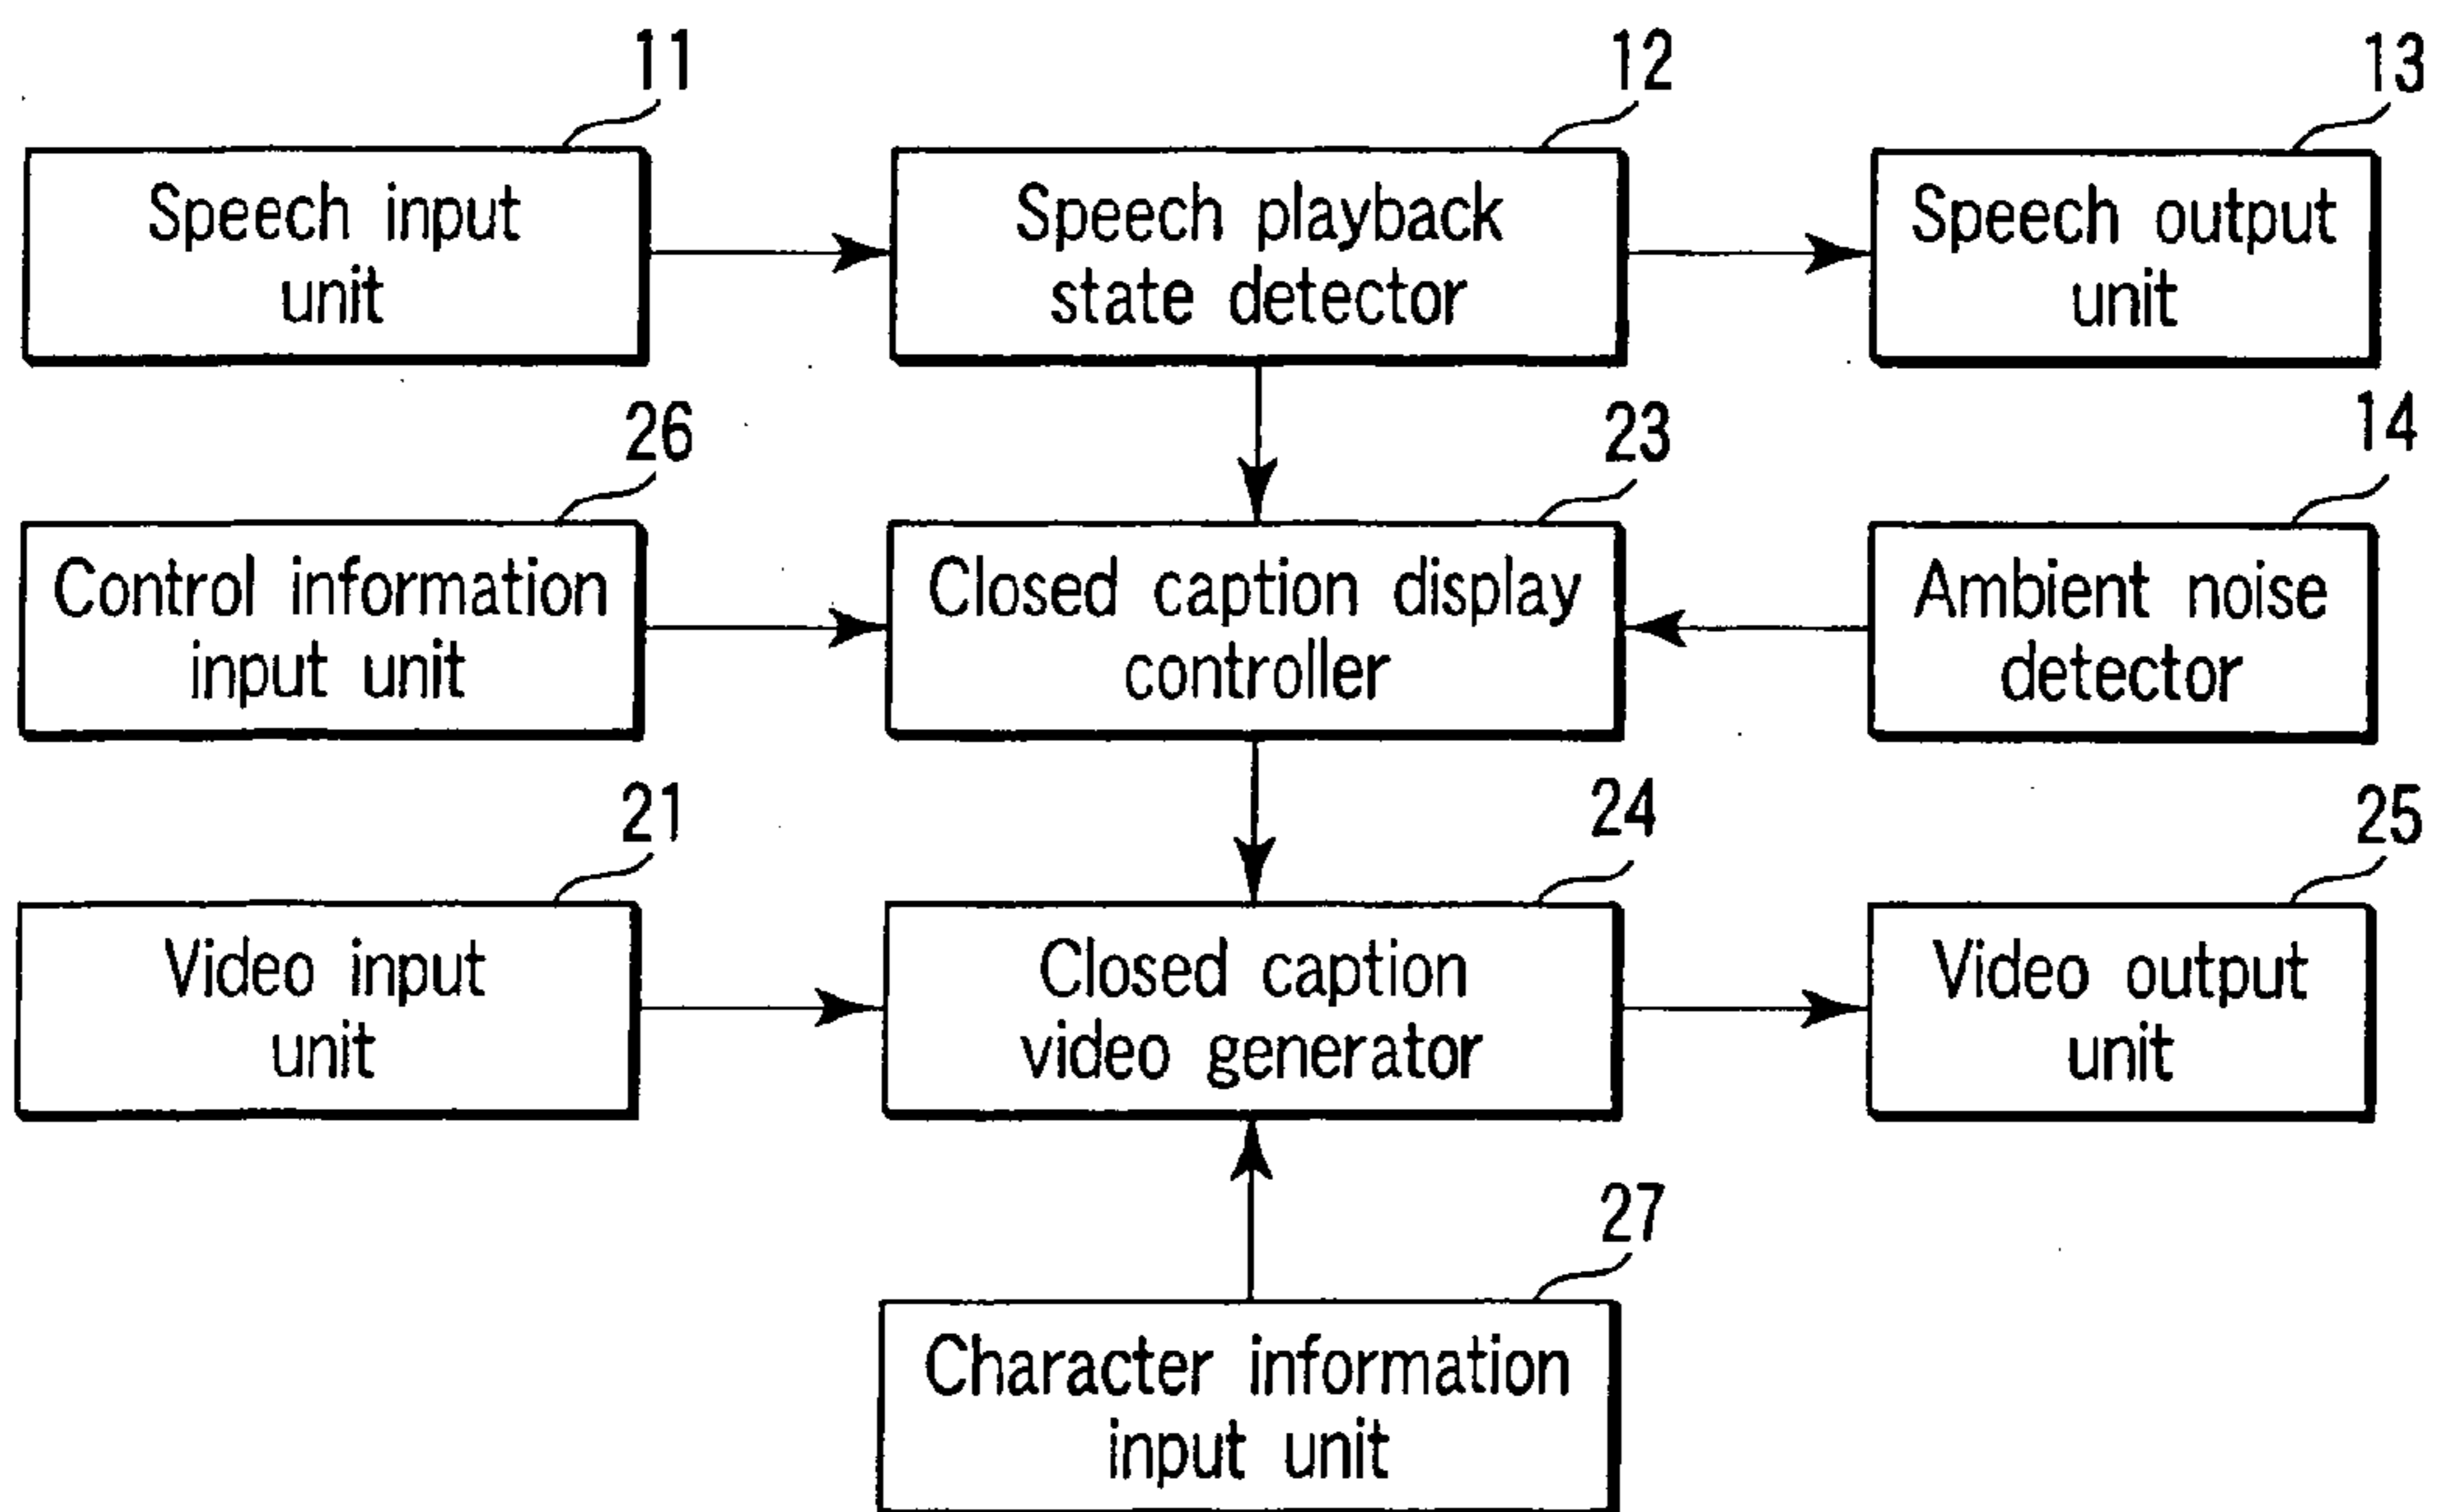 11
12
13
Speech input
unit
Speech playback
state detector
Speech output
unit
26
23
14
Control information
input unit
Closed caption display
controller
Ambient noise
detector
21
24
25
Video input
unit
Closed caption
video generator
Video output
unit
27
Character information
input unit